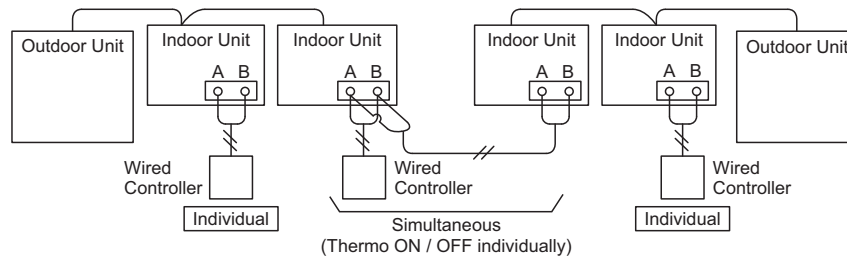 Outdoor Unit
Indoor Unit
A B
Indoor Unit
A B
Indoor Unit
A B
Indoor Unit
A B
Outdoor Unit
Wired
Controller
Individual
Wired
Controller
Simultaneous
(Thermo ON / OFF individually)
Wired
Controller
Individual